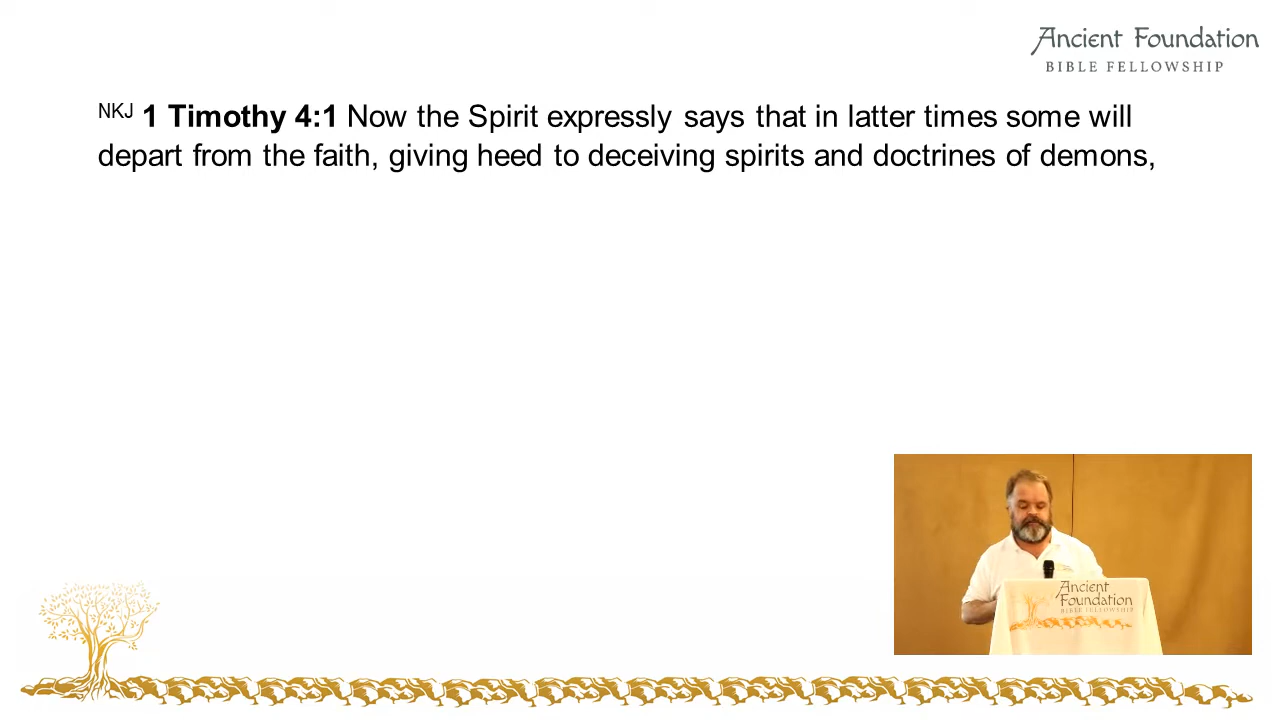 Ancient Foundation
BIBLE FELLOWSHIP
NKJ 1 Timothy 4:1 Now the Spirit expressly says that in latter times some will
depart from the faith, giving heed to deceiving spirits and doctrines of demons,
Ancient
Foundation
BIBLE FELLOWSHIP